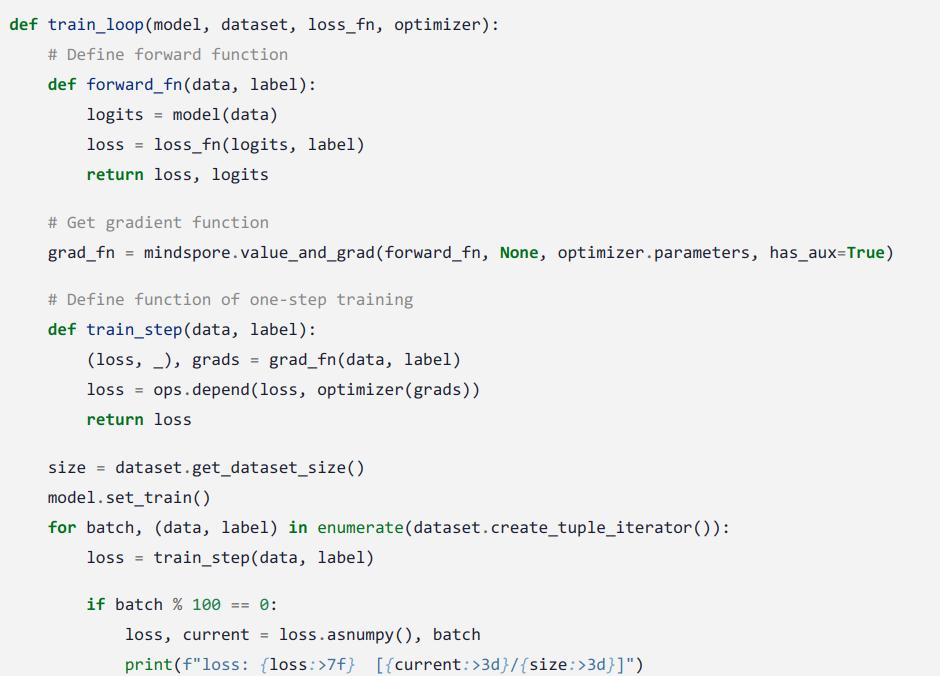 def train_loop(model, dataset, loss_fn, optimizer):
    # Define forward function
    def forward_fn(data, label):
        logits = model(data)
        loss = loss_fn(logits, label)
        return loss, logits
    # Get gradient function
    grad_fn = mindspore.value_and_grad(forward_fn, None, optimizer.parameters, has_aux=True)
    # Define function of one-step training
    def train_step(data, label):
        (loss, _), grads = grad_fn(data, label)
        loss = ops.depend(loss, optimizer(grads))
        return loss
    size = dataset.get_dataset_size()
    model.set_train()
    for batch, (data, label) in enumerate(dataset.create_tuple_iterator()):
        loss = train_step(data, label)
        if batch % 100 == 0:
            loss, current = loss.asnumpy(), batch
            print(f"loss: {loss:>7f}  [{current:>3d}/{size:>3d}]")